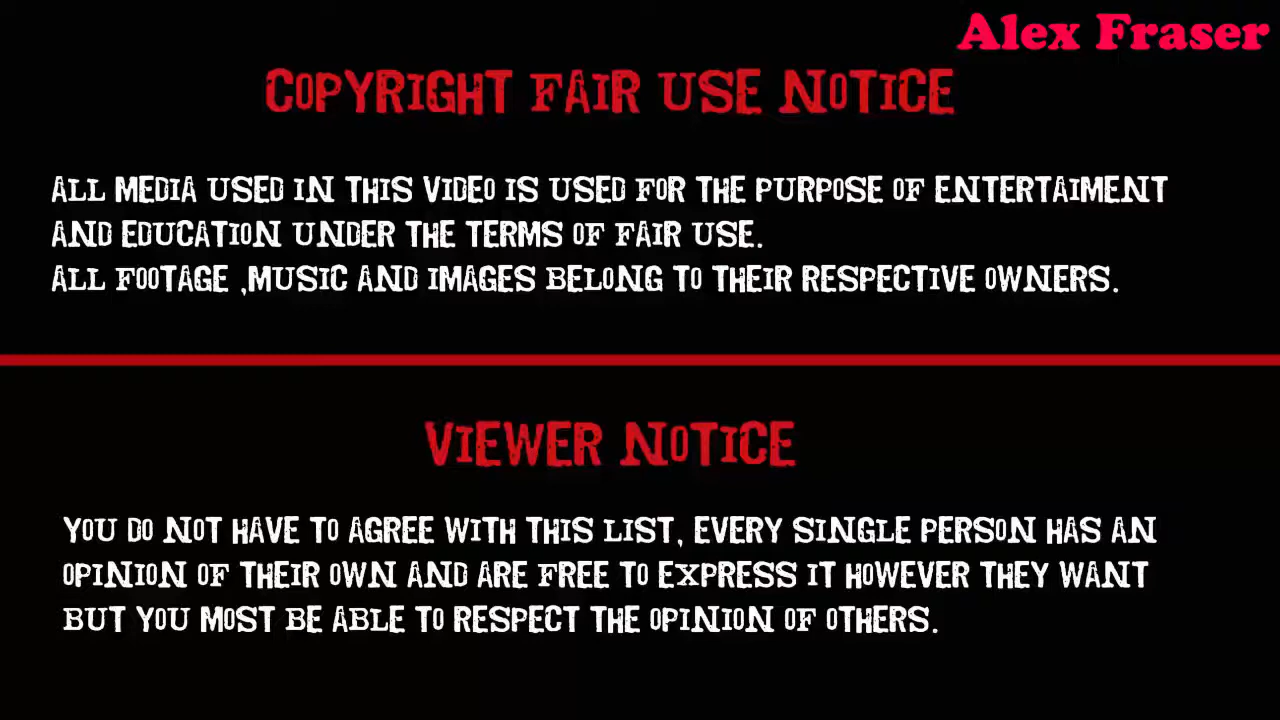 Alex Fraser
COPYRIGHT FAIR USE NOTICE
ALL MEDIA USED IN THIS VIDEO IS USED FOR THE PURPOSE OF ENTERTAIMENT
AND EDUCATION UNDER THE TERMS OF FAIR USE.
ALL FOOTAGE ,MUSIC AND IMAGES BELONG TO THEIR RESPECTIVE OWNERS.
VIEWER NOTICE
YOU DO NOT HAVE TO AGREE WITH THIS LIST, EVERY SINGLE PERSON HAS AN
OPINION OF THEIR OWN AND ARE FREE TO EXPRESS IT HOWEVER THEY WANT
BUT YOU MOST BE ABLE TO RESPECT THE OPINION OF OTHERS.